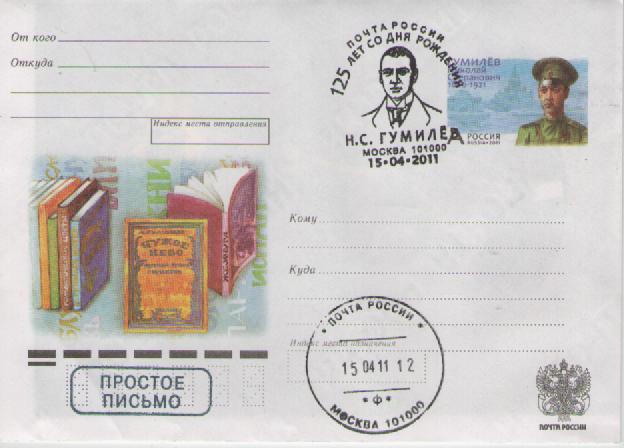 От кого
Откуда
Индекс места отправления
ПОЧТА РОССИИ
125 ЛЕТ СО ДНЯ РОЖДЕНИЯ
Н.С. ГУМИЛЁВ
МОСКВА 101000
15·04·2011
ГУМИЛЁВ
РОССИЯ
ЧУЖОЕ
НЕБО
Кому
Куда
Индекс места назначения
ПОЧТА РОССИИ
15 04 11 12
Ф
МОСКВА 101000
ПРОСТОЕ
ПИСЬМО
ПОЧТА РОССИИ